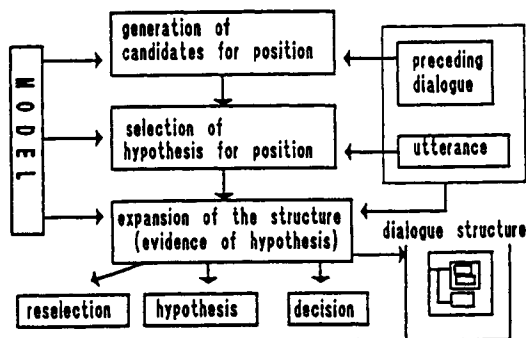 generation of
candidates for position
preceding
dialogue
MODEL
selection of
hypothesis for position
utterance
expansion of the structure
(evidence of hypothesis)
dialogue structure
reselection
hypothesis
decision